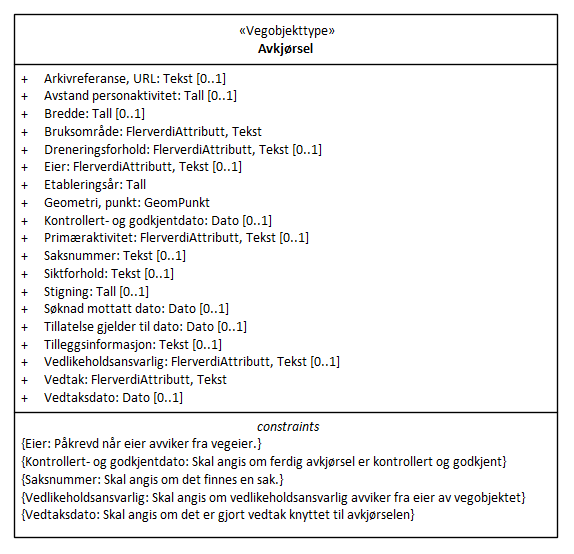 «Vegobjekttype»
Avkjørsel
+ Arkivreferanse, URL: Tekst [0..1]
+ Avstand personaktivitet: Tall [0..1]
+ Bredde: Tall [0..1]
+ Bruksområde: FlerverdiAttributt, Tekst
+ Dreneringsforhold: FlerverdiAttributt, Tekst [0..1]
+ Eier: FlerverdiAttributt, Tekst [0..1]
+ Etableringsår: Tall
+ Geometri, punkt: GeomPunkt
+ Kontrollert- og godkjentdato: Dato [0..1]
+ Primæraktivitet: FlerverdiAttributt, Tekst [0..1]
+ Saksnummer: Tekst [0..1]
+ Siktforhold: Tekst [0..1]
+ Stigning: Tall [0..1]
+ Søknad mottatt dato: Dato [0..1]
+ Tillatelse gjelder til dato: Dato [0..1]
+ Tilleggsinformasjon: Tekst [0..1]
+ Vedlikeholdsansvarlig: FlerverdiAttributt, Tekst [0..1]
+ Vedtak: FlerverdiAttributt, Tekst
+ Vedtaksdato: Dato [0..1]
constraints
{Eier: Påkrevd når eier avviker fra vegeier.}
{Kontrollert- og godkjentdato: Skal angis om ferdig avkjørsel er kontrollert og godkjent}
{Saksnummer: Skal angis om det finnes en sak.}
{Vedlikeholdsansvarlig: Skal angis om vedlikeholdsansvarlig avviker fra eier av vegobjektet}
{Vedtaksdato: Skal angis om det er gjort vedtak knyttet til avkjørselen}